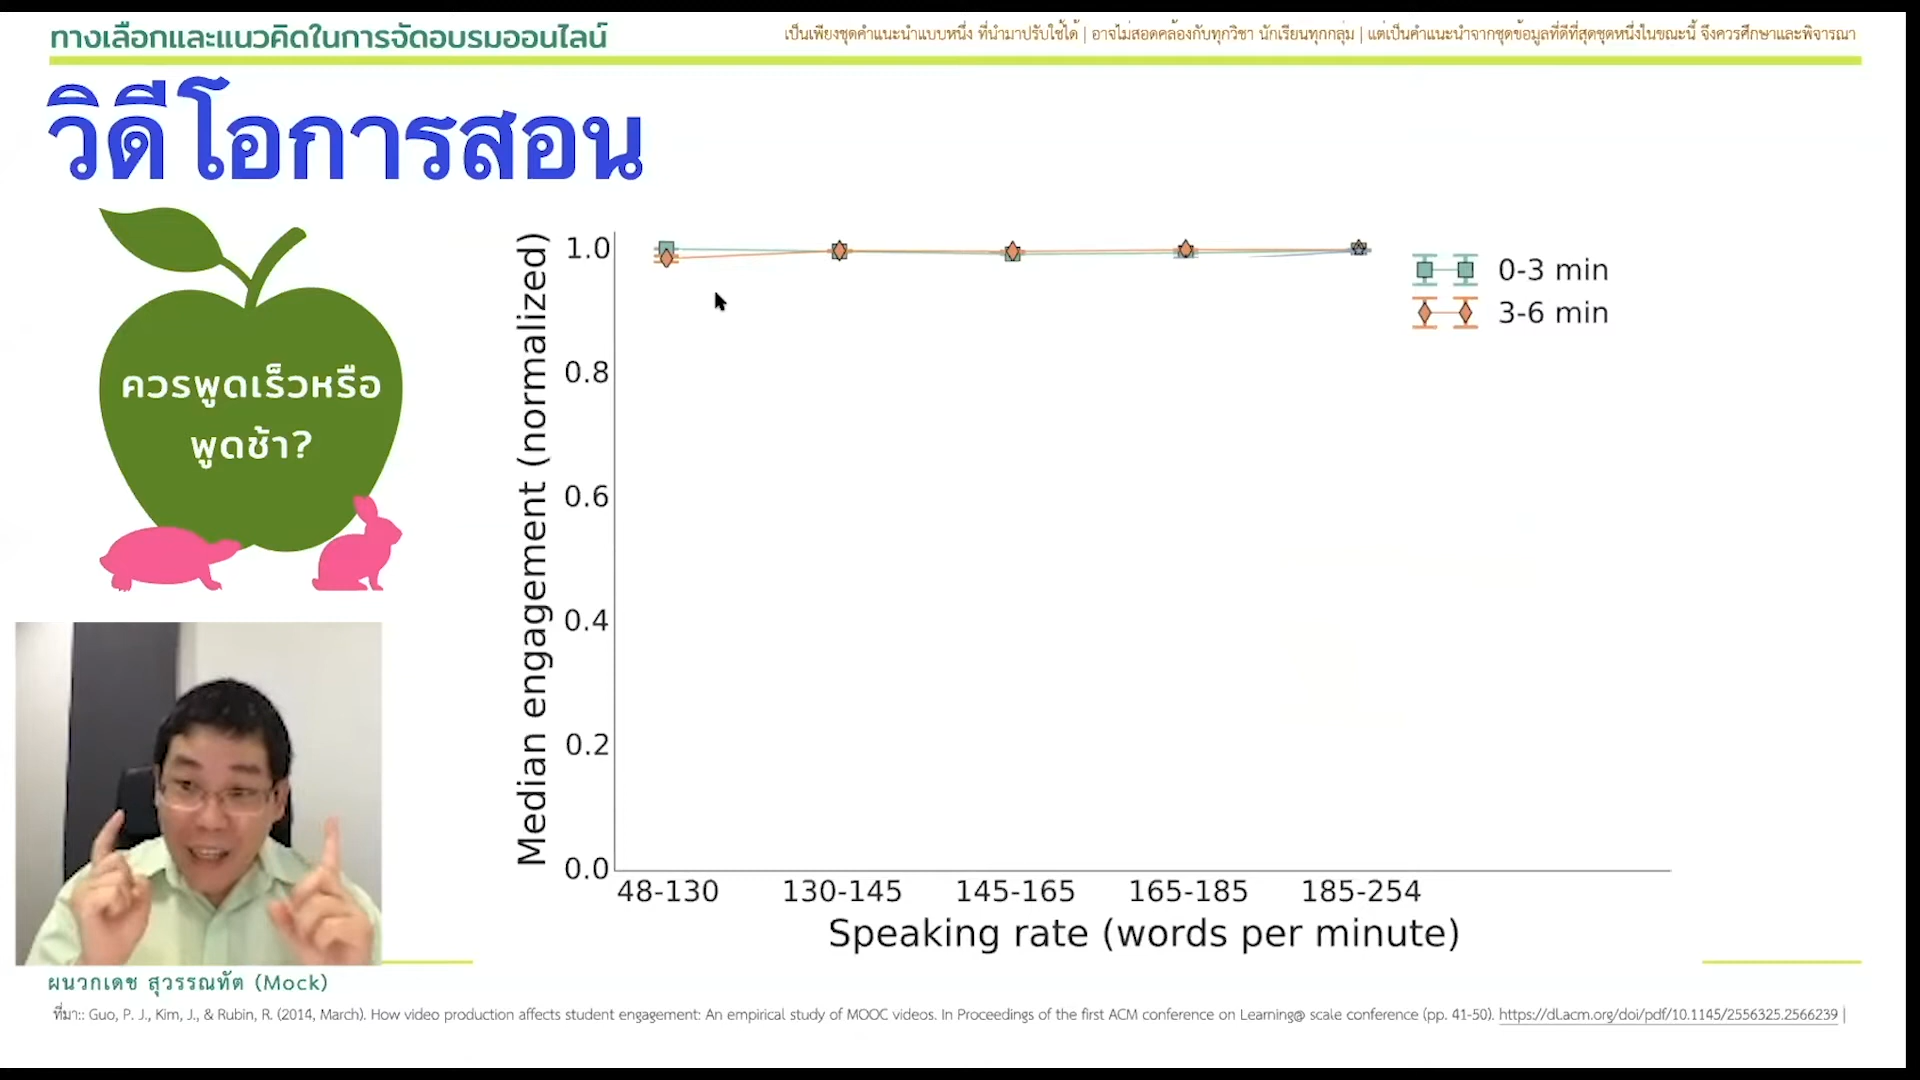 ทางเลือกและแนวคิดในการจัดอบรมออนไลน์
เป็นเพียงชุดคำแนะนำแบบหนึ่ง ที่นำมาปรับใช้ได้ | อาจไม่สอดคล้องกับทุกวิชา นักเรียนทุกกลุ่ม | แต่เป็นคำแนะนำจากชุดข้อมูลที่ดีที่สุดชุดหนึ่งในขณะนี้ จึงควรศึกษาและพิจารณา
วิดีโอการสอน
ควรพูดเร็วหรือ
พูดช้า?
Median engagement (normalized)
1.0
0.8
0.6
0.4
0.2
0.0
48-130 130-145 145-165 165-185 185-254
Speaking rate (words per minute)
0-3 min
3-6 min
ผนวกเดช สุวรรณทัต (Mock)
ที่มา:: Guo, P. J., Kim, J., & Rubin, R. (2014, March). How video production affects student engagement: An empirical study of MOOC videos. In Proceedings of the first ACM conference on Learning@ scale conference (pp. 41-50). https://dl.acm.org/doi/pdf/10.1145/2556325.2566239 |